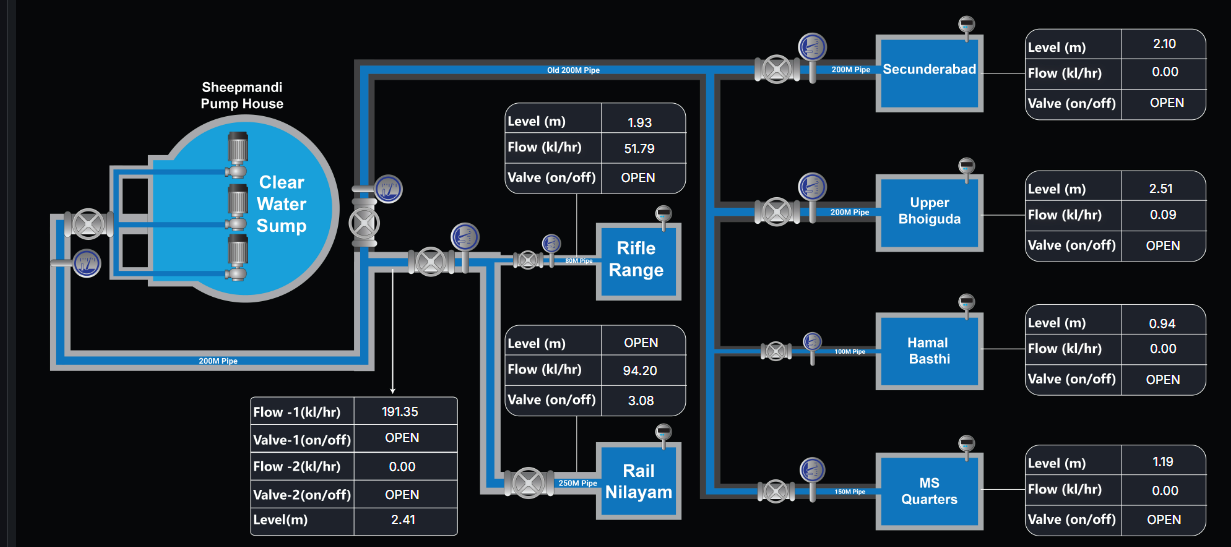 Sheepmandi
Pump House
Clear
Water
Sump
200M Pipe
Old 200M Pipe
Flow -1(kl/hr) 191.35
Valve-1(on/off) OPEN
Flow -2(kl/hr) 0.00
Valve-2(on/off) OPEN
Level(m) 2.41
Level (m) 1.93
Flow (kl/hr) 51.79
Valve (on/off) OPEN
80M Pipe
Rifle
Range
Level (m) OPEN
Flow (kl/hr) 94.20
Valve (on/off) 3.08
250M Pipe
Rail
Nilayam
200M Pipe
Secunderabad
Level (m) 2.10
Flow (kl/hr) 0.00
Valve (on/off) OPEN
200M Pipe
Upper
Bhoiguda
Level (m) 2.51
Flow (kl/hr) 0.09
Valve (on/off) OPEN
100M Pipe
Hamal
Basthi
Level (m) 0.94
Flow (kl/hr) 0.00
Valve (on/off) OPEN
150M Pipe
MS
Quarters
Level (m) 1.19
Flow (kl/hr) 0.00
Valve (on/off) OPEN